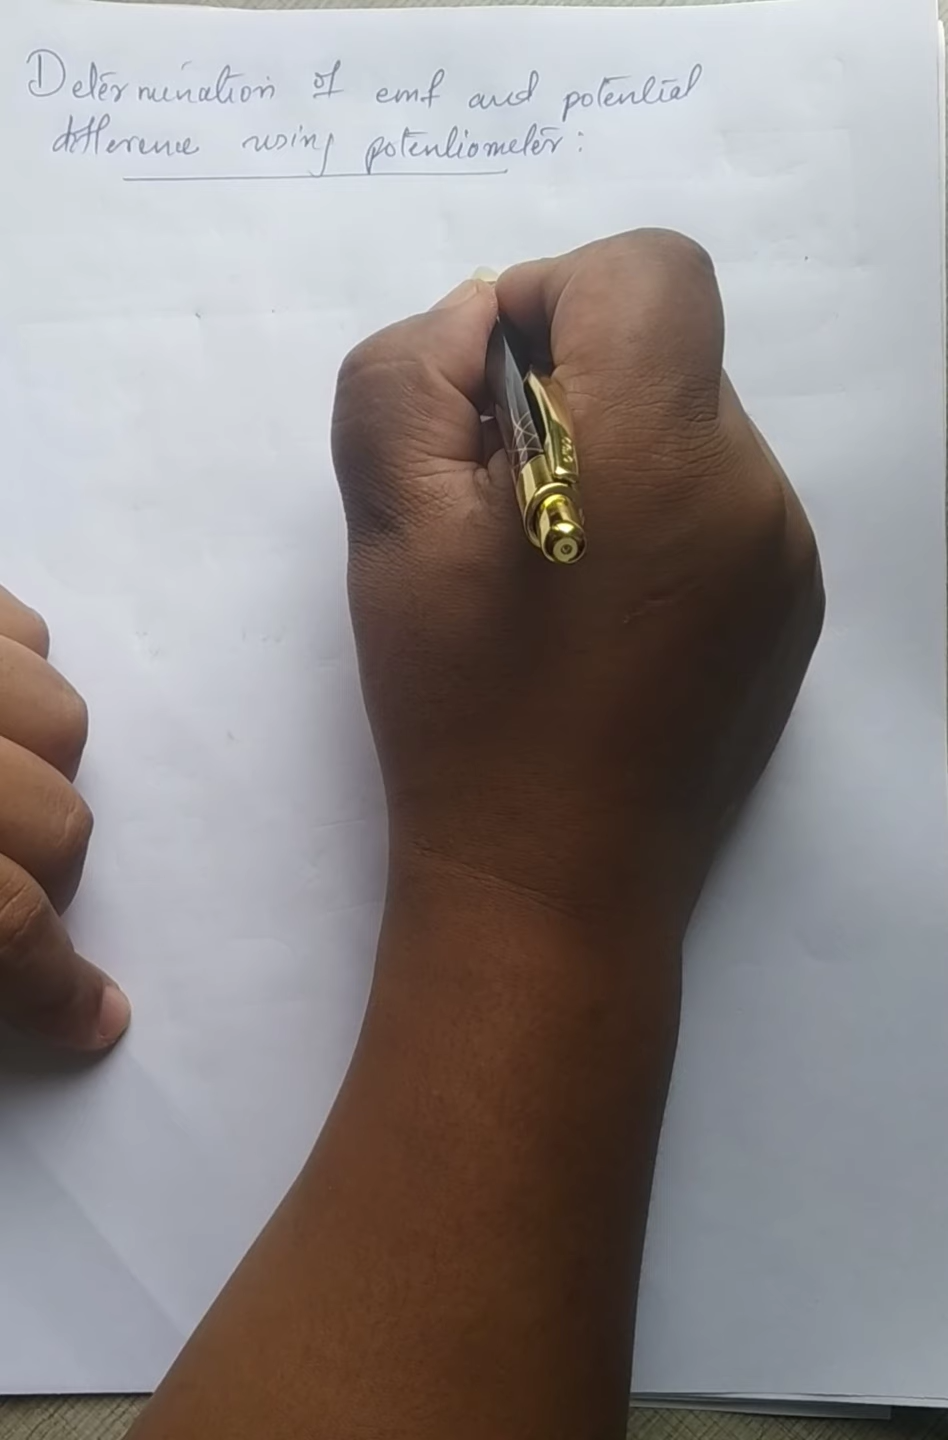 Determination of emf and potential
difference using potentiometer: